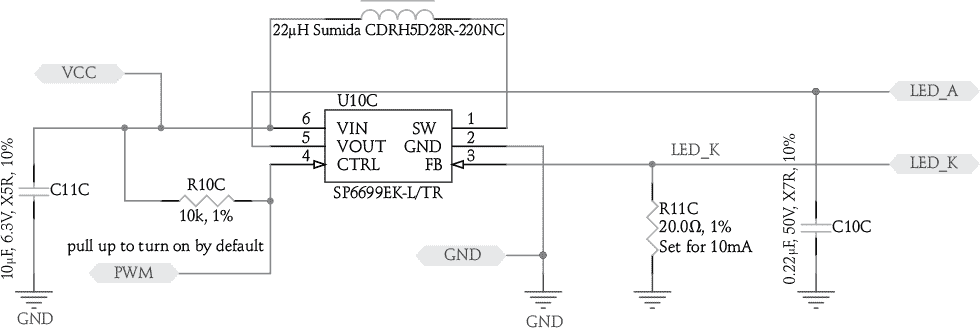 22µH Sumida CDRH5D28R-220NC
VCC
LED_A
U10C
6 VIN SW 1
5 VOUT GND 2
4 CTRL FB 3
SP6699EK-L/TR
LED_K
LED_K
C11C
10µF, 6.3V, X5R, 10%
R10C
10k, 1%
pull up to turn on by default
PWM
GND
R11C
20.0Ω, 1%
Set for 10mA
C10C
0.22µF, 50V, X7R, 10%
GND
GND